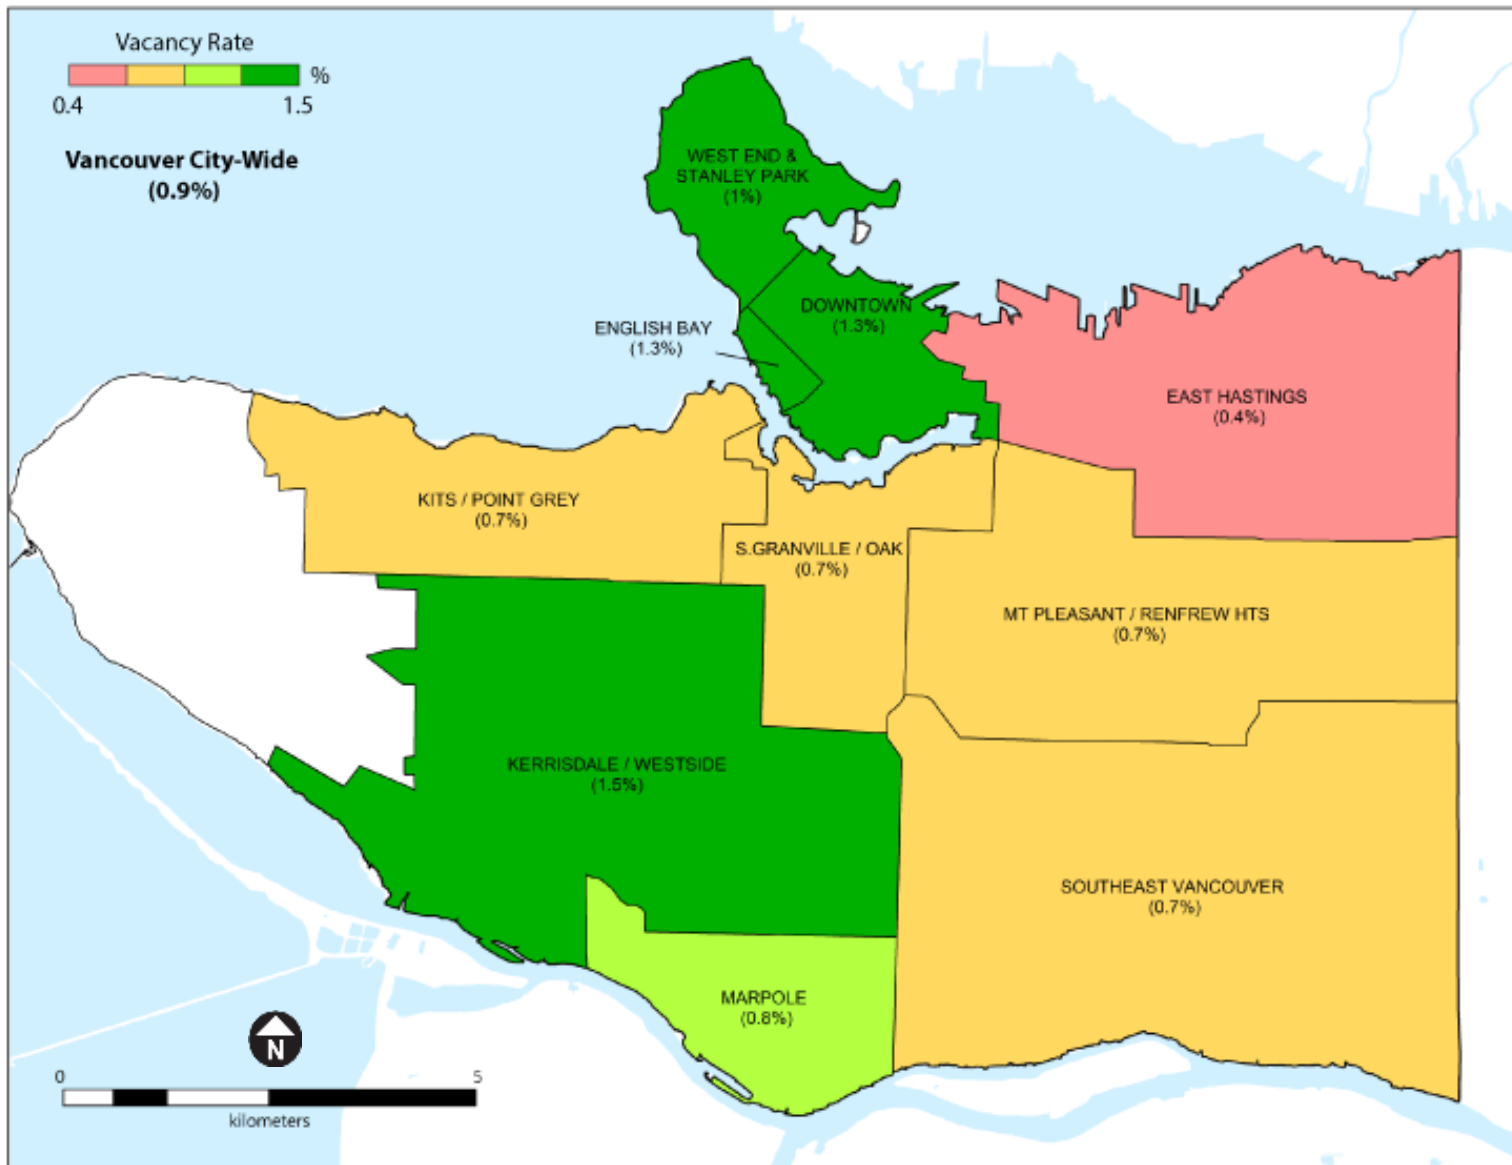 Vacancy Rate
%
0.4 1.5
Vancouver City-Wide
(0.9%)
WEST END &
STANLEY PARK
(1%)
DOWNTOWN
(1.3%)
ENGLISH BAY
(1.3%)
EAST HASTINGS
(0.4%)
KITS / POINT GREY
(0.7%)
S.GRANVILLE / OAK
(0.7%)
MT PLEASANT / RENFREW HTS
(0.7%)
KERRISDALE / WESTSIDE
(1.5%)
SOUTHEAST VANCOUVER
(0.7%)
MARPOLE
(0.8%)
N
0 5
kilometers